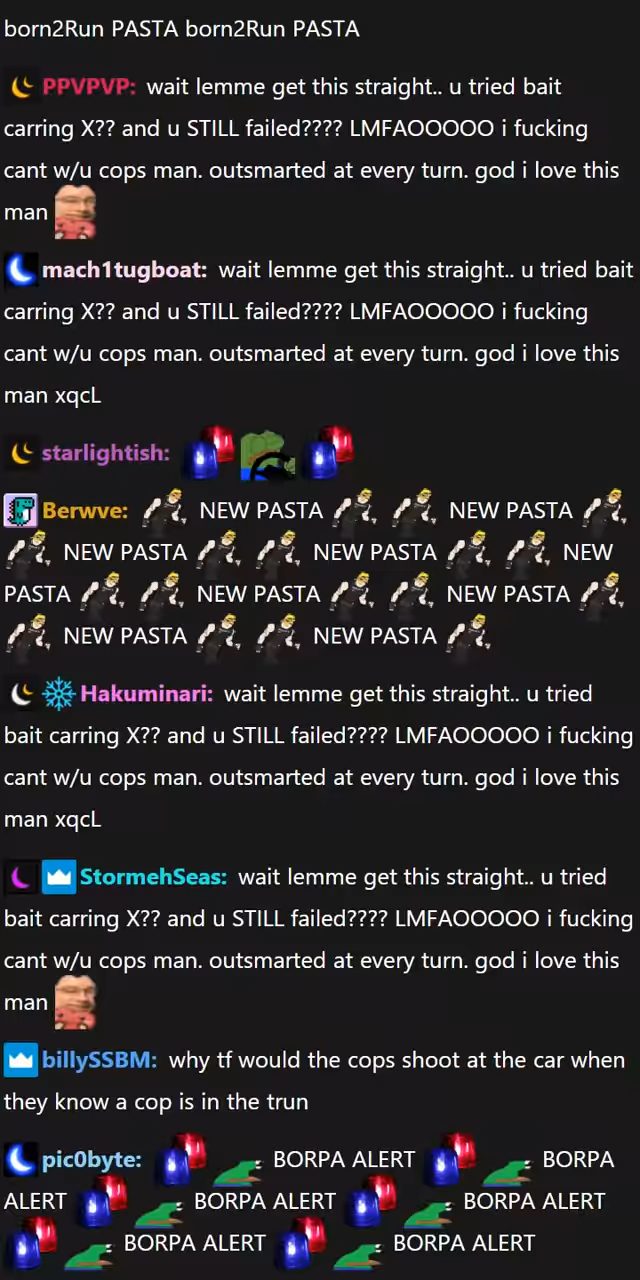 born2Run PASTA born2Run PASTA
PPVPVP: wait lemme get this straight.. u tried bait
carring X?? and u STILL failed???? LMFAOOOOO i fucking
cant w/u cops man. outsmarted at every turn. god i love this
man
mach1tugboat: wait lemme get this straight.. u tried bait
carring X?? and u STILL failed???? LMFAOOOOO i fucking
cant w/u cops man. outsmarted at every turn. god i love this
man xqcL
starlightish:
Berwve: NEW PASTA NEW PASTA
NEW PASTA NEW PASTA NEW
PASTA NEW PASTA NEW PASTA
NEW PASTA NEW PASTA
Hakuminari: wait lemme get this straight.. u tried
bait carring X?? and u STILL failed???? LMFAOOOOO i fucking
cant w/u cops man. outsmarted at every turn. god i love this
man xqcL
StormehSeas: wait lemme get this straight.. u tried
bait carring X?? and u STILL failed???? LMFAOOOOO i fucking
cant w/u cops man. outsmarted at every turn. god i love this
man
billySSBM: why tf would the cops shoot at the car when
they know a cop is in the trun
pic0byte: BORPA ALERT BORPA
ALERT BORPA ALERT BORPA ALERT
BORPA ALERT BORPA ALERT